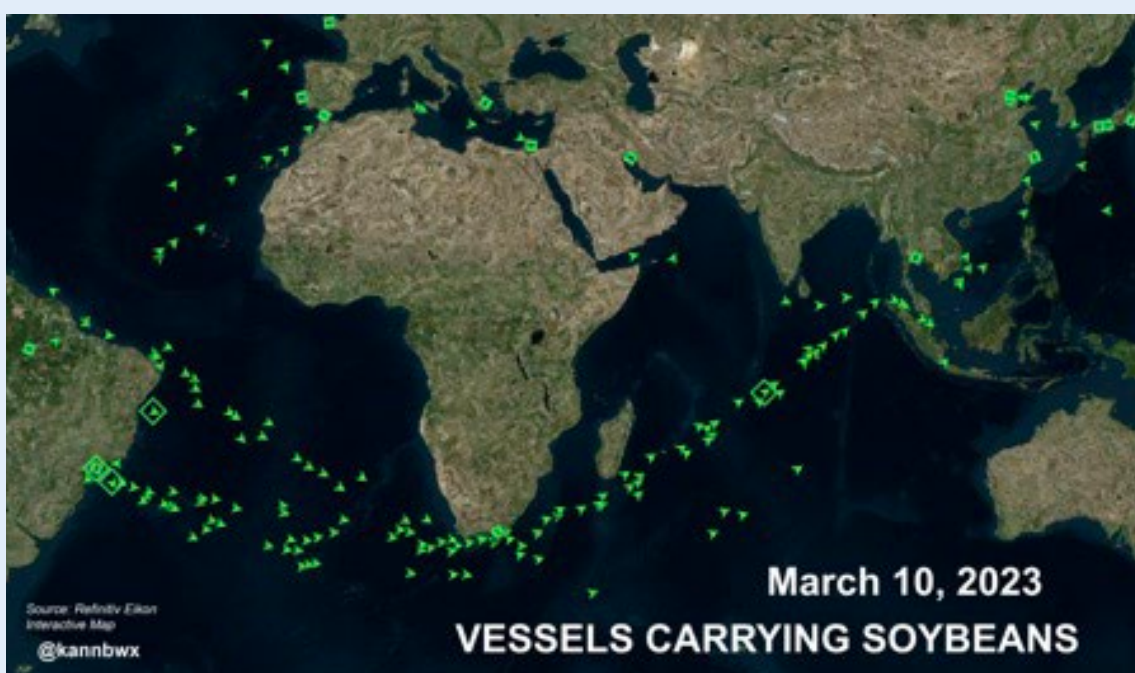 March 10, 2023
Source: Refinitiv Eikon
Interactive Map
@kannbwx
VESSELS CARRYING SOYBEANS